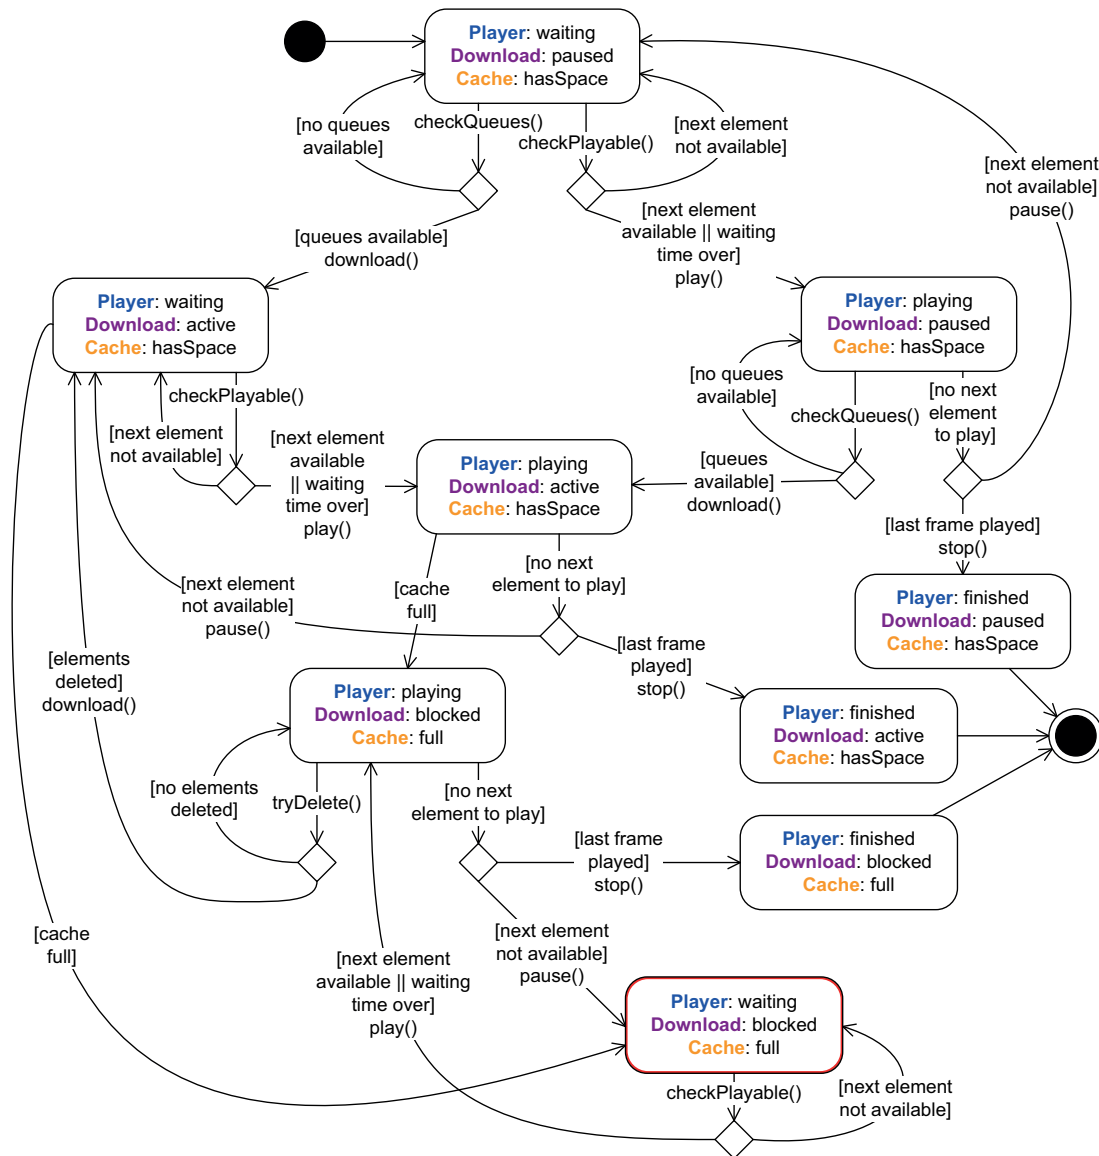 Player: waiting
Download: paused
Cache: hasSpace
[no queues
available]
checkQueues()
checkPlayable()
[next element
not available]
[next element
not available]
pause()
[queues available]
download()
[next element
available || waiting
time over]
play()
Player: waiting
Download: active
Cache: hasSpace
Player: playing
Download: paused
Cache: hasSpace
checkPlayable()
[next element
not available]
[next element
available
|| waiting
time over]
play()
[no queues
available]
checkQueues()
[no next
element
to play]
Player: playing
Download: active
Cache: hasSpace
[queues
available]
download()
[last frame played]
stop()
[next element
not available]
pause()
[cache
full]
[no next
element to play]
Player: finished
Download: paused
Cache: hasSpace
[elements
deleted]
download()
[last frame
played]
stop()
Player: playing
Download: blocked
Cache: full
Player: finished
Download: active
Cache: hasSpace
[no elements
deleted]
tryDelete()
[no next
element to play]
[last frame
played]
stop()
Player: finished
Download: blocked
Cache: full
[cache
full]
[next element
available || waiting
time over]
play()
[next element
not available]
pause()
Player: waiting
Download: blocked
Cache: full
checkPlayable()
[next element
not available]